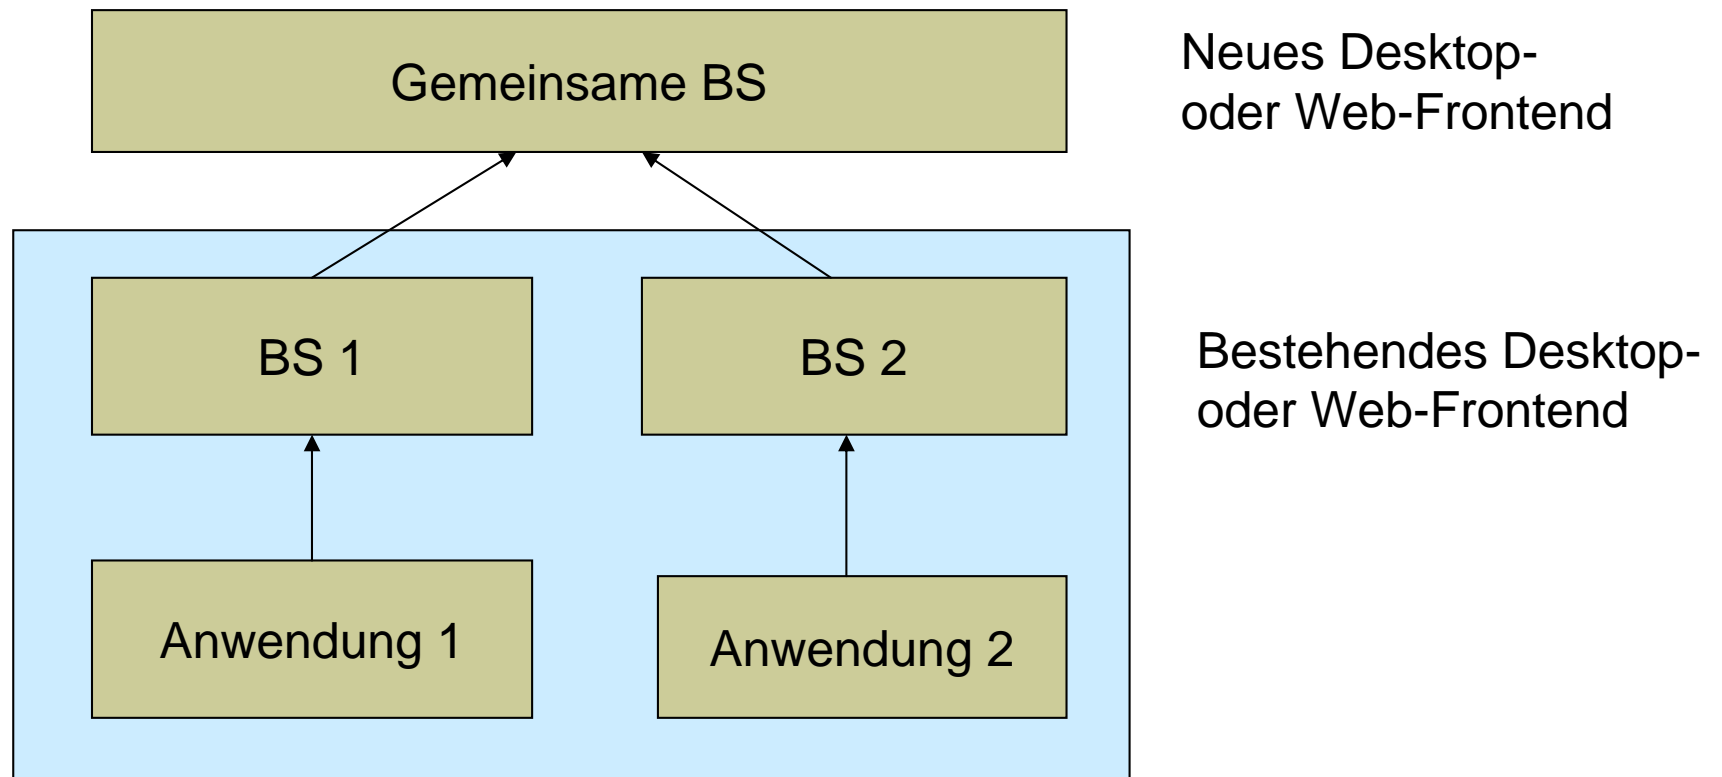 Gemeinsame BS
Neues Desktop-
oder Web-Frontend
BS 1
BS 2
Bestehendes Desktop-
oder Web-Frontend
Anwendung 1
Anwendung 2